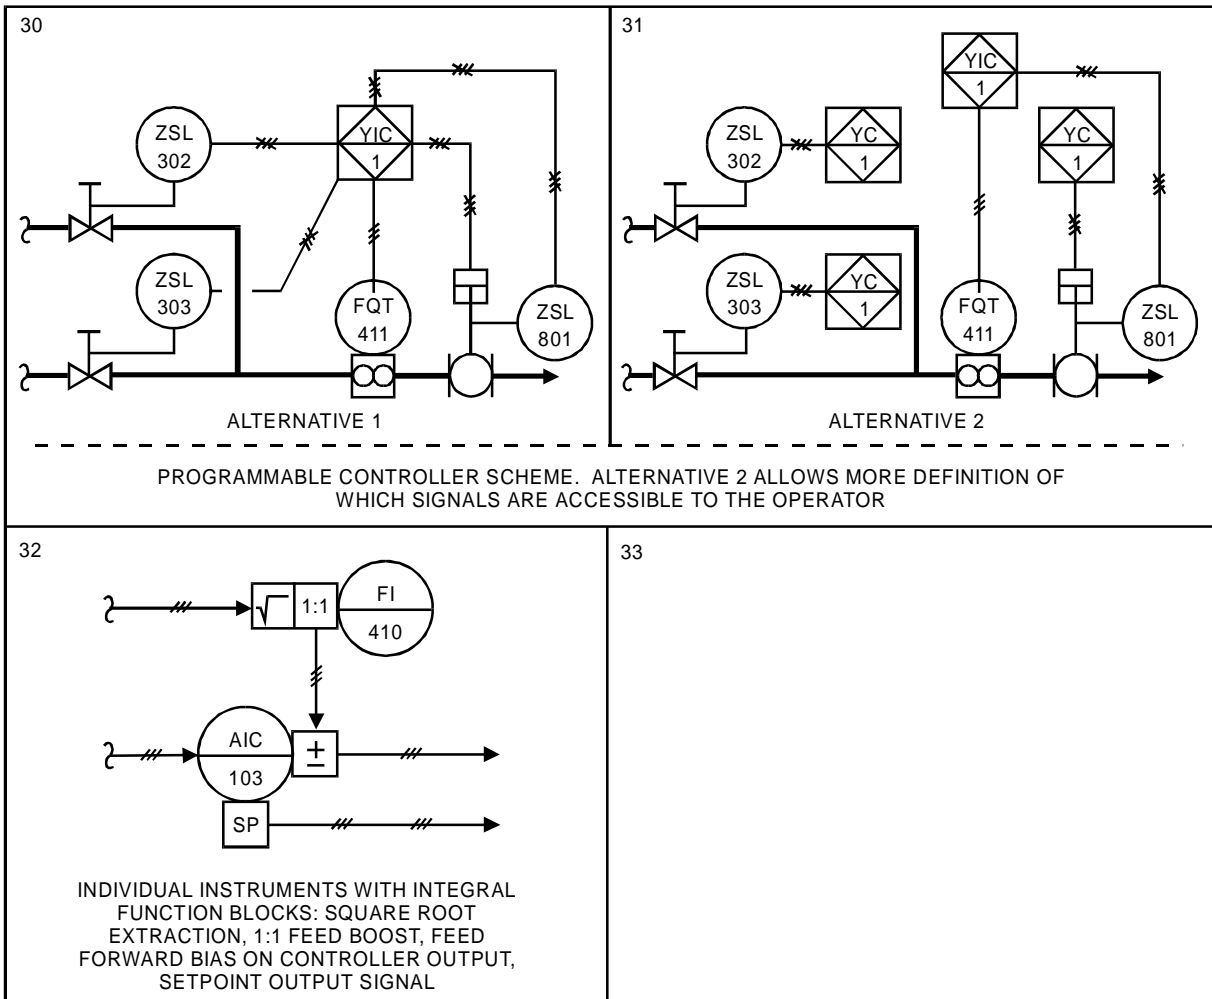 30
ZSL
302
YIC
1
ZSL
303
FQT
411
ZSL
801
ALTERNATIVE 1
31
ZSL
302
YC
1
YIC
1
YC
1
ZSL
303
YC
1
FQT
411
ZSL
801
ALTERNATIVE 2
PROGRAMMABLE CONTROLLER SCHEME. ALTERNATIVE 2 ALLOWS MORE DEFINITION OF
WHICH SIGNALS ARE ACCESSIBLE TO THE OPERATOR
32
√
1:1
FI
410
AIC
103
±
SP
INDIVIDUAL INSTRUMENTS WITH INTEGRAL
FUNCTION BLOCKS: SQUARE ROOT
EXTRACTION, 1:1 FEED BOOST, FEED
FORWARD BIAS ON CONTROLLER OUTPUT,
SETPOINT OUTPUT SIGNAL
33